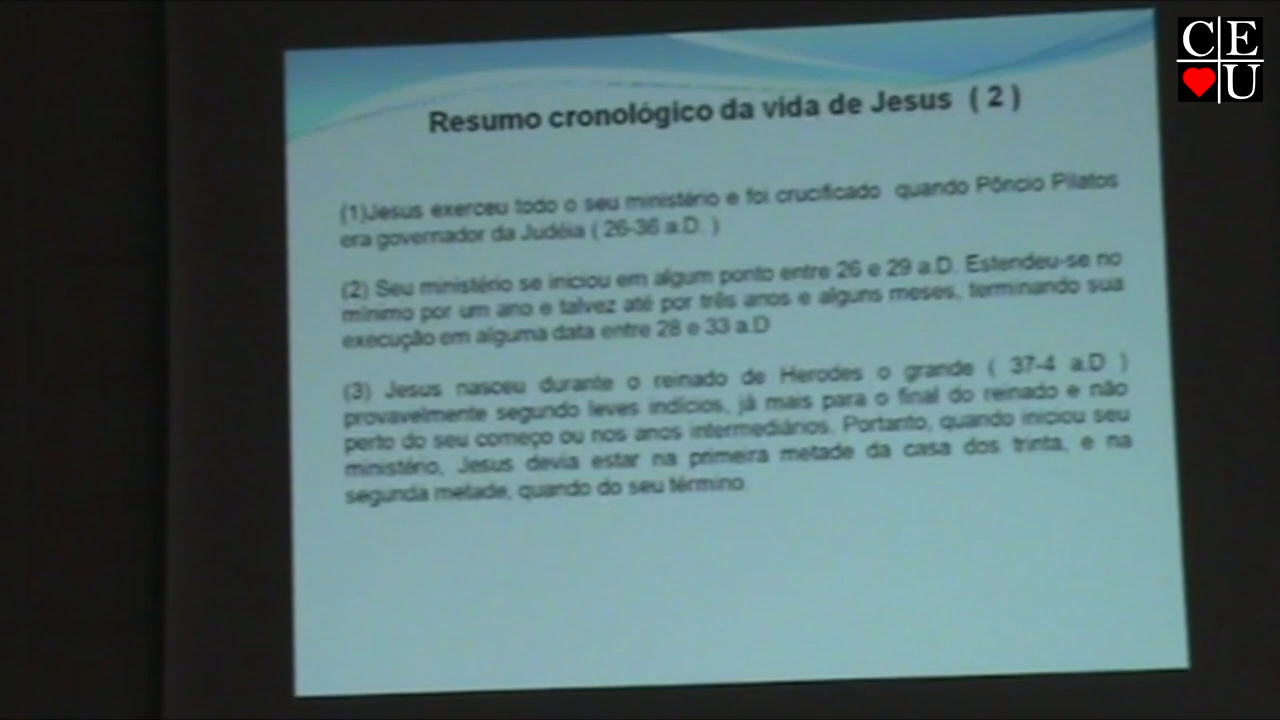 CE
U
Resumo cronológico da vida de Jesus ( 2 )
(1)Jesus exerceu todo o seu ministério e foi crucificado quando Pôncio Pilatos
era governador da Judéia ( 26-36 a.D. )
(2) Seu ministério se iniciou em algum ponto entre 26 e 29 a.D. Estendeu-se no
mínimo por um ano e talvez até por três anos e alguns meses, terminando sua
execução em alguma data entre 28 e 33 a.D
(3) Jesus nasceu durante o reinado de Herodes o grande ( 37-4 a.D )
provavelmente segundo leves indícios, já mais para o final do reinado e não
perto do seu começo ou nos anos intermediários. Portanto, quando iniciou seu
ministério, Jesus devia estar na primeira metade da casa dos trinta, e na
segunda metade, quando do seu término.